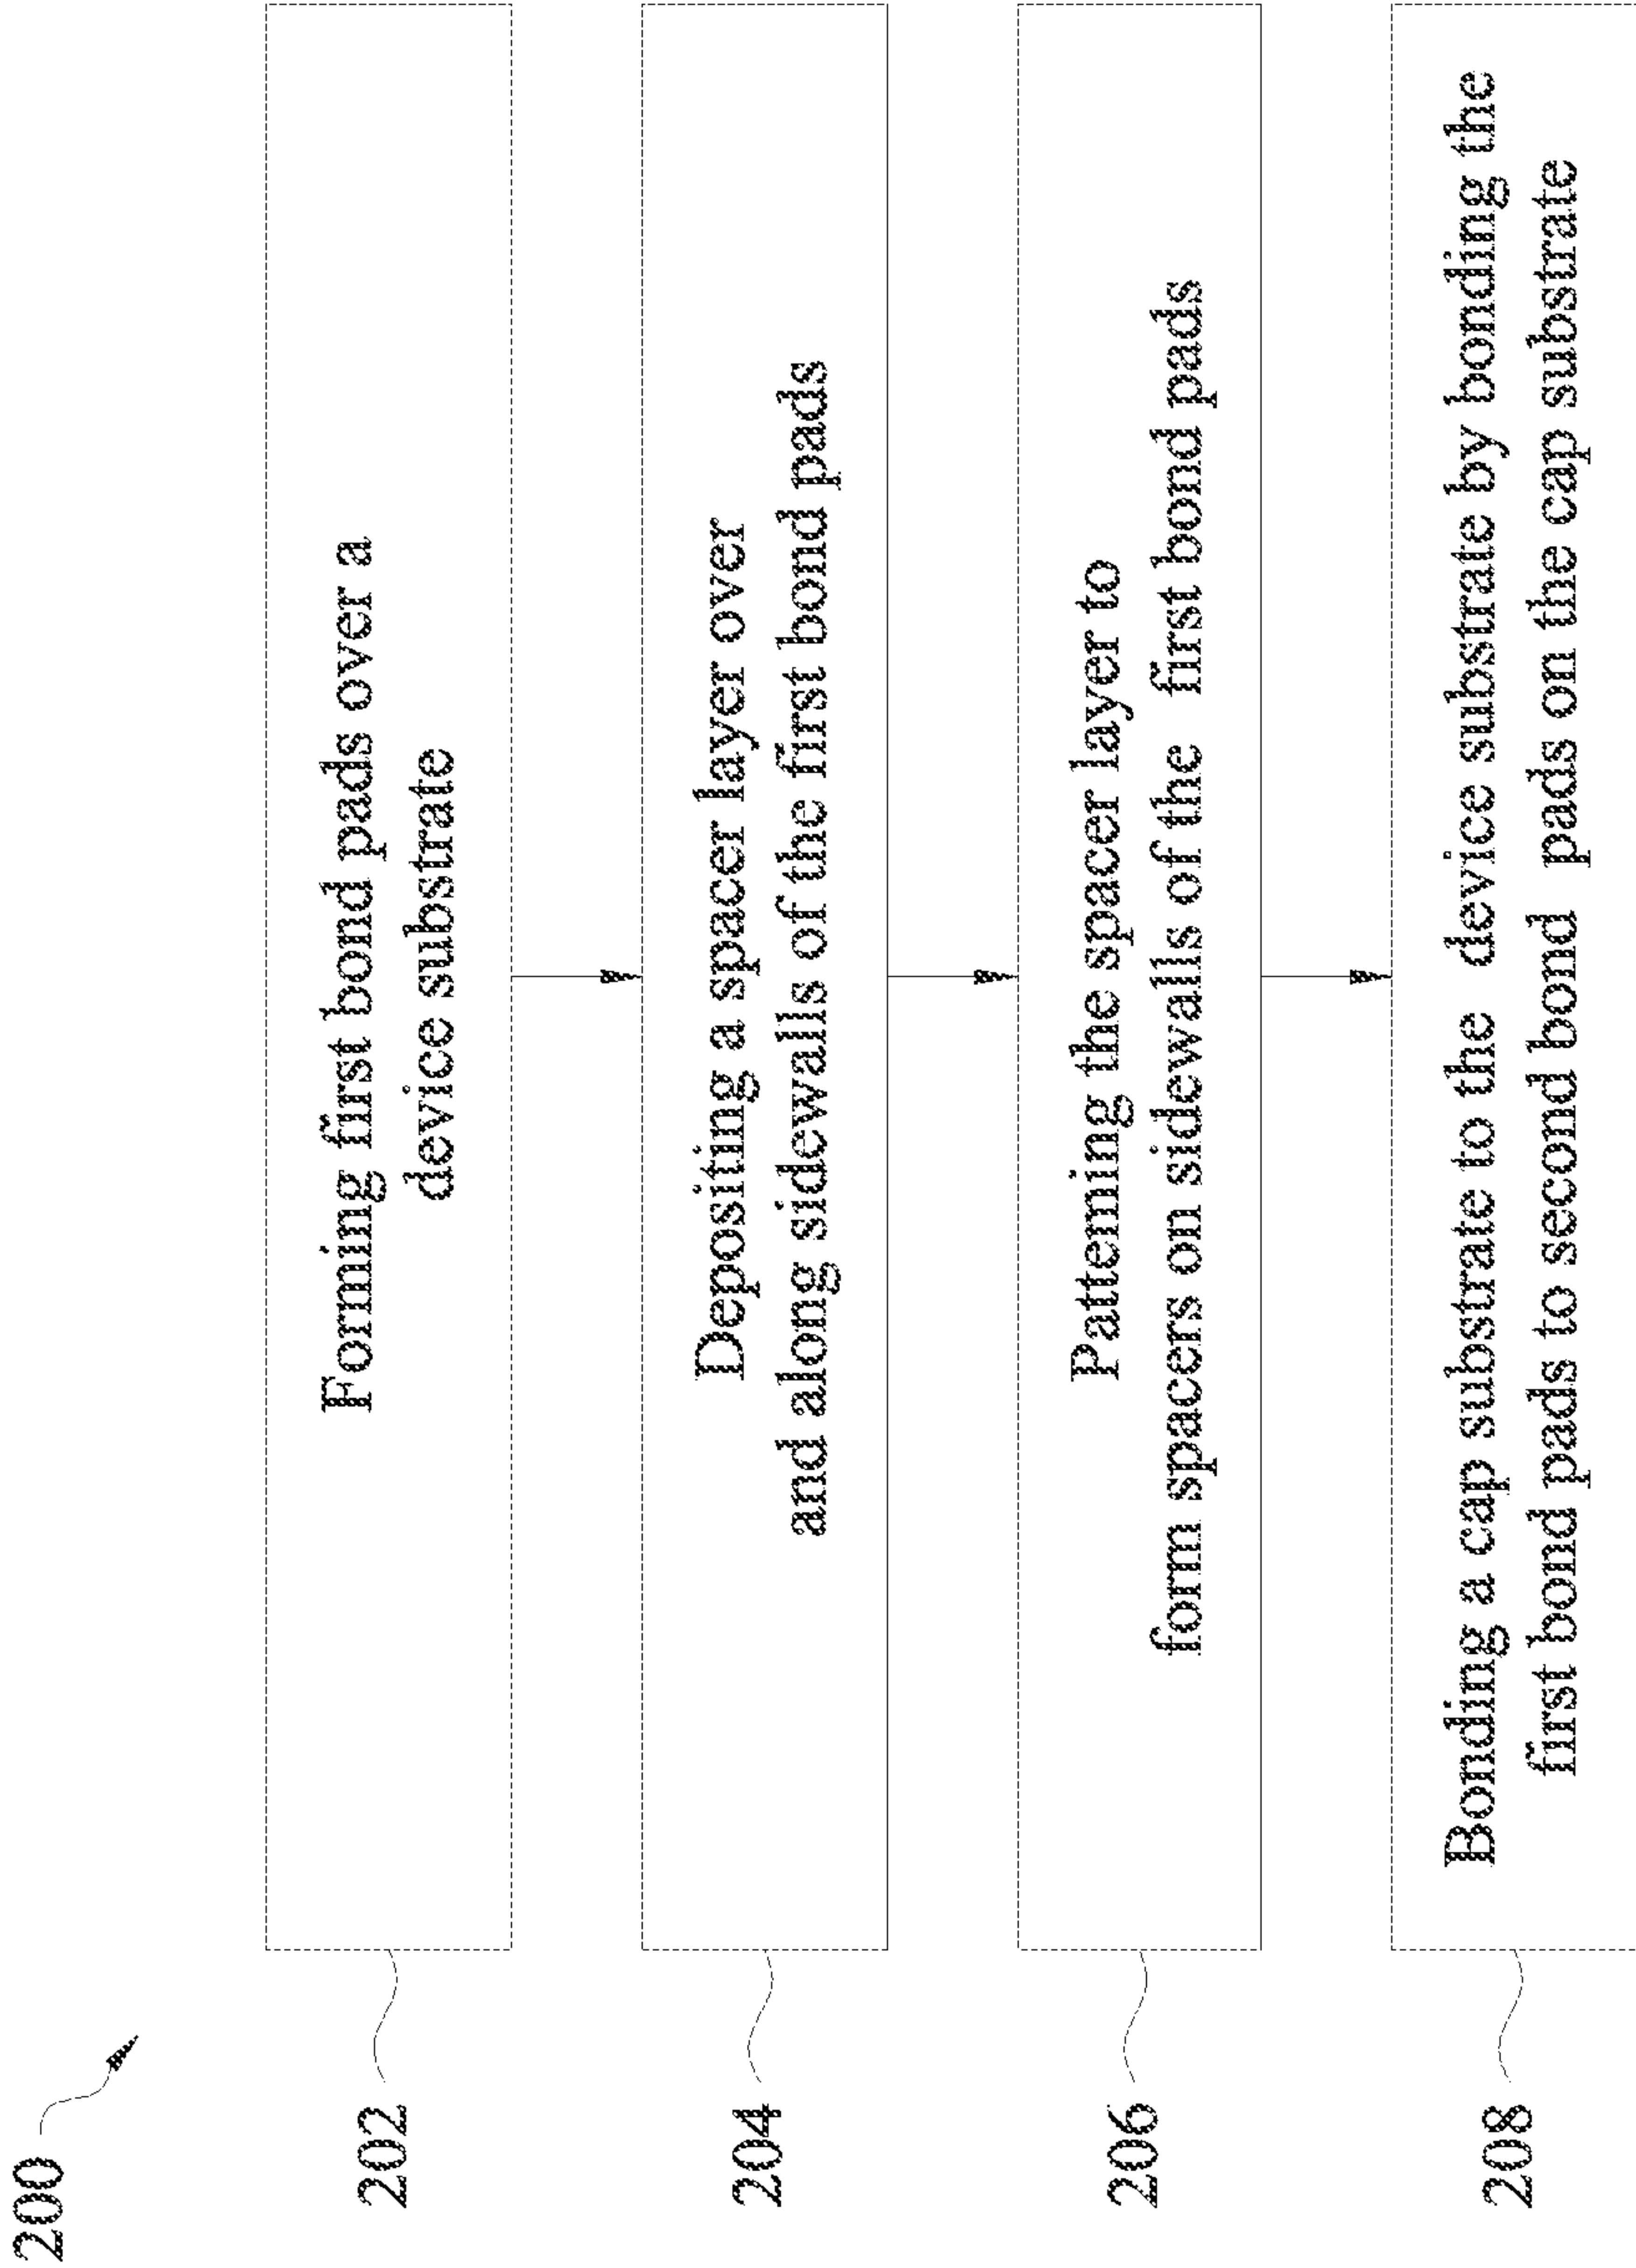 200
202
Forming first bond pads over a
device substrate
204
Depositing a spacer layer over
and along sidewalls of the first bond pads
206
Patterning the spacer layer to
form spacers on sidewalls of the first bond pads
208
Bonding a cap substrate to the device substrate by bonding the
first bond pads to second bond pads on the cap substrate